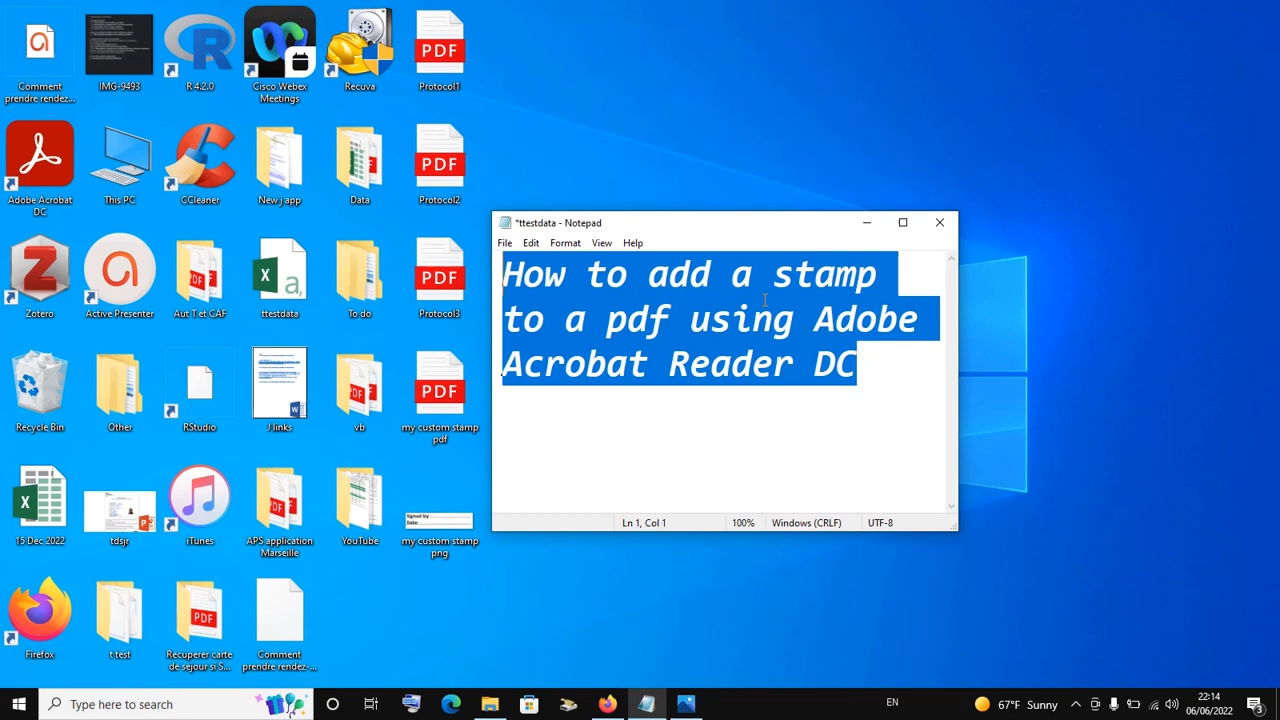 Comment
prendre rendez...
IMG-9493
R 4.2.0
Cisco Webex
Meetings
Recuva
PDF
Protocol1
Adobe Acrobat
DC
This PC
CCleaner
New j app
Data
PDF
Protocol2
Zotero
Active Presenter
Aut T et CAF
ttestdata
To do
PDF
Protocol3
Recycle Bin
Other
RStudio
J links
vb
PDF
my custom stamp
pdf
15 Dec 2022
tdsjr
iTunes
APS application
Marseille
YouTube
Signed by
Date
my custom stamp
png
Firefox
t test
Recuperer carte
de sejour si S...
Comment
prendre rendez-...
*ttestdata - Notepad
File Edit Format View Help
How to add a stamp
to a pdf using Adobe
Acrobat Reader DC
Ln 1, Col 1 100% Windows (CRLF) UTF-8
Type here to search
EN
67°F Sunny
22:14
06/06/2022
3